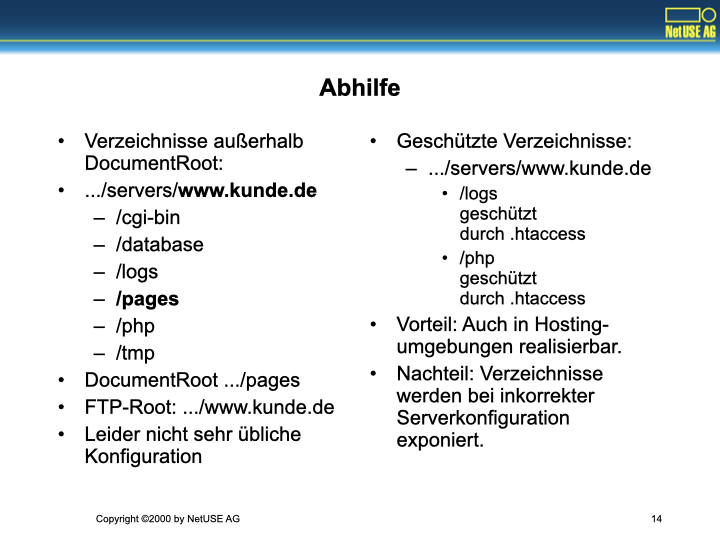 NetUSE AG
Abhilfe
• Verzeichnisse außerhalb
DocumentRoot:
• .../servers/www.kunde.de
– /cgi-bin
– /database
– /logs
– /pages
– /php
– /tmp
• DocumentRoot .../pages
• FTP-Root: .../www.kunde.de
• Leider nicht sehr übliche
Konfiguration
• Geschützte Verzeichnisse:
– .../servers/www.kunde.de
• /logs
geschützt
durch .htaccess
• /php
geschützt
durch .htaccess
• Vorteil: Auch in Hosting-
umgebungen realisierbar.
• Nachteil: Verzeichnisse
werden bei inkorrekter
Serverkonfiguration
exponiert.
Copyright ©2000 by NetUSE AG
14